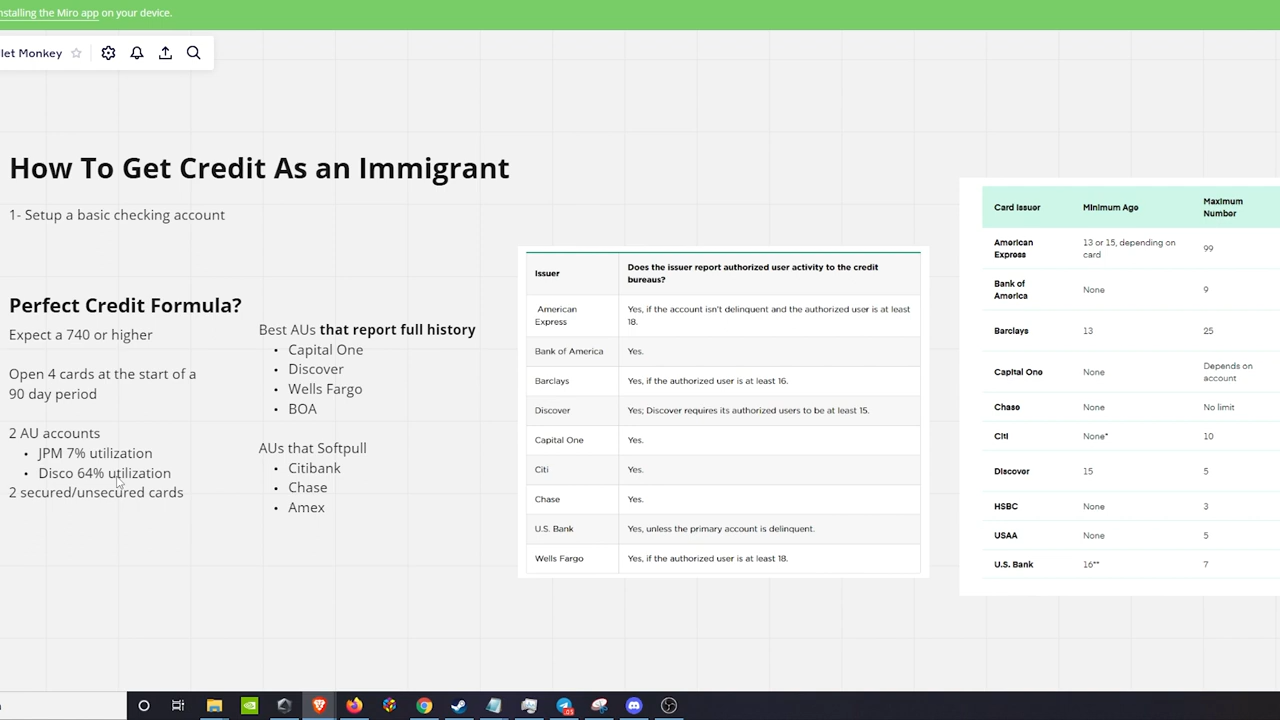 nstalling the Miro app on your device.
let Monkey
How To Get Credit As an Immigrant
1- Setup a basic checking account
Perfect Credit Formula?
Expect a 740 or higher
Open 4 cards at the start of a
90 day period
2 AU accounts
• JPM 7% utilization
• Disco 64% utilization
2 secured/unsecured cards
Best AUs that report full history
• Capital One
• Discover
• Wells Fargo
• BOA
AUs that Softpull
• Citibank
• Chase
• Amex
Issuer Does the issuer report authorized user activity to the credit
bureaus?
American Yes, if the account isn't delinquent and the authorized user is at least
Express 18.
Bank of America Yes.
Barclays Yes, if the authorized user is at least 16.
Discover Yes; Discover requires its authorized users to be at least 15.
Capital One Yes.
Citi Yes.
Chase Yes.
U.S. Bank Yes, unless the primary account is delinquent.
Wells Fargo Yes, if the authorized user is at least 18.
Card Issuer Minimum Age Maximum
Number
American 13 or 15, depending on 99
Express card
Bank of None 9
America
Barclays 13 25
Capital One None Depends on
account
Chase None No limit
Citi None* 10
Discover 15 5
HSBC None 3
USAA None 5
U.S. Bank 16** 7